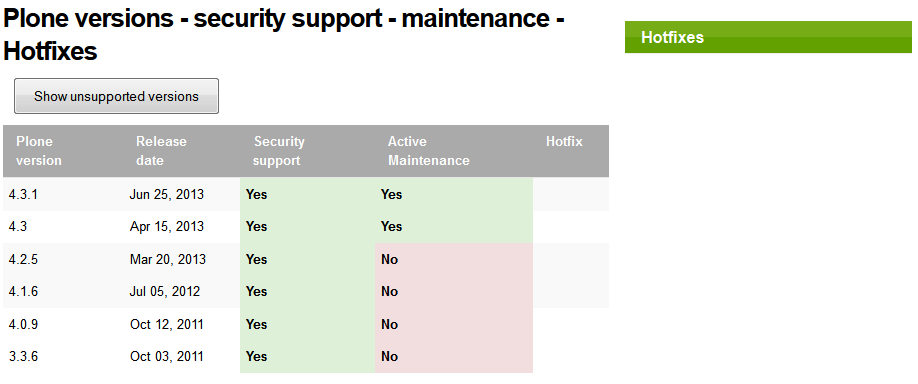 Plone versions - security support - maintenance -
Hotfixes
Hotfixes
Show unsupported versions
Plone version Release date Security support Active Maintenance Hotfix
4.3.1 Jun 25, 2013 Yes Yes
4.3 Apr 15, 2013 Yes Yes
4.2.5 Mar 20, 2013 Yes No
4.1.6 Jul 05, 2012 Yes No
4.0.9 Oct 12, 2011 Yes No
3.3.6 Oct 03, 2011 Yes No